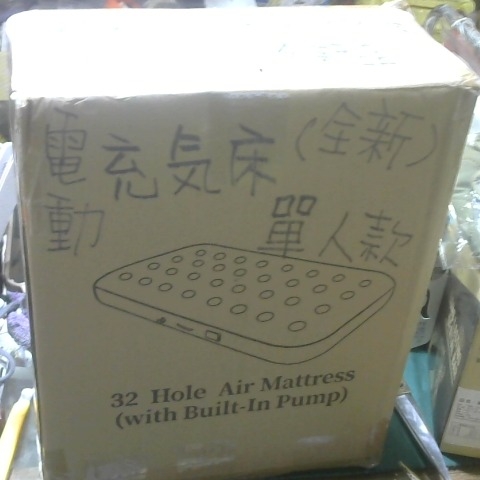 電動 充気床 (全新)
單人款
32 Hole Air Mattress
(with Built-In Pump)